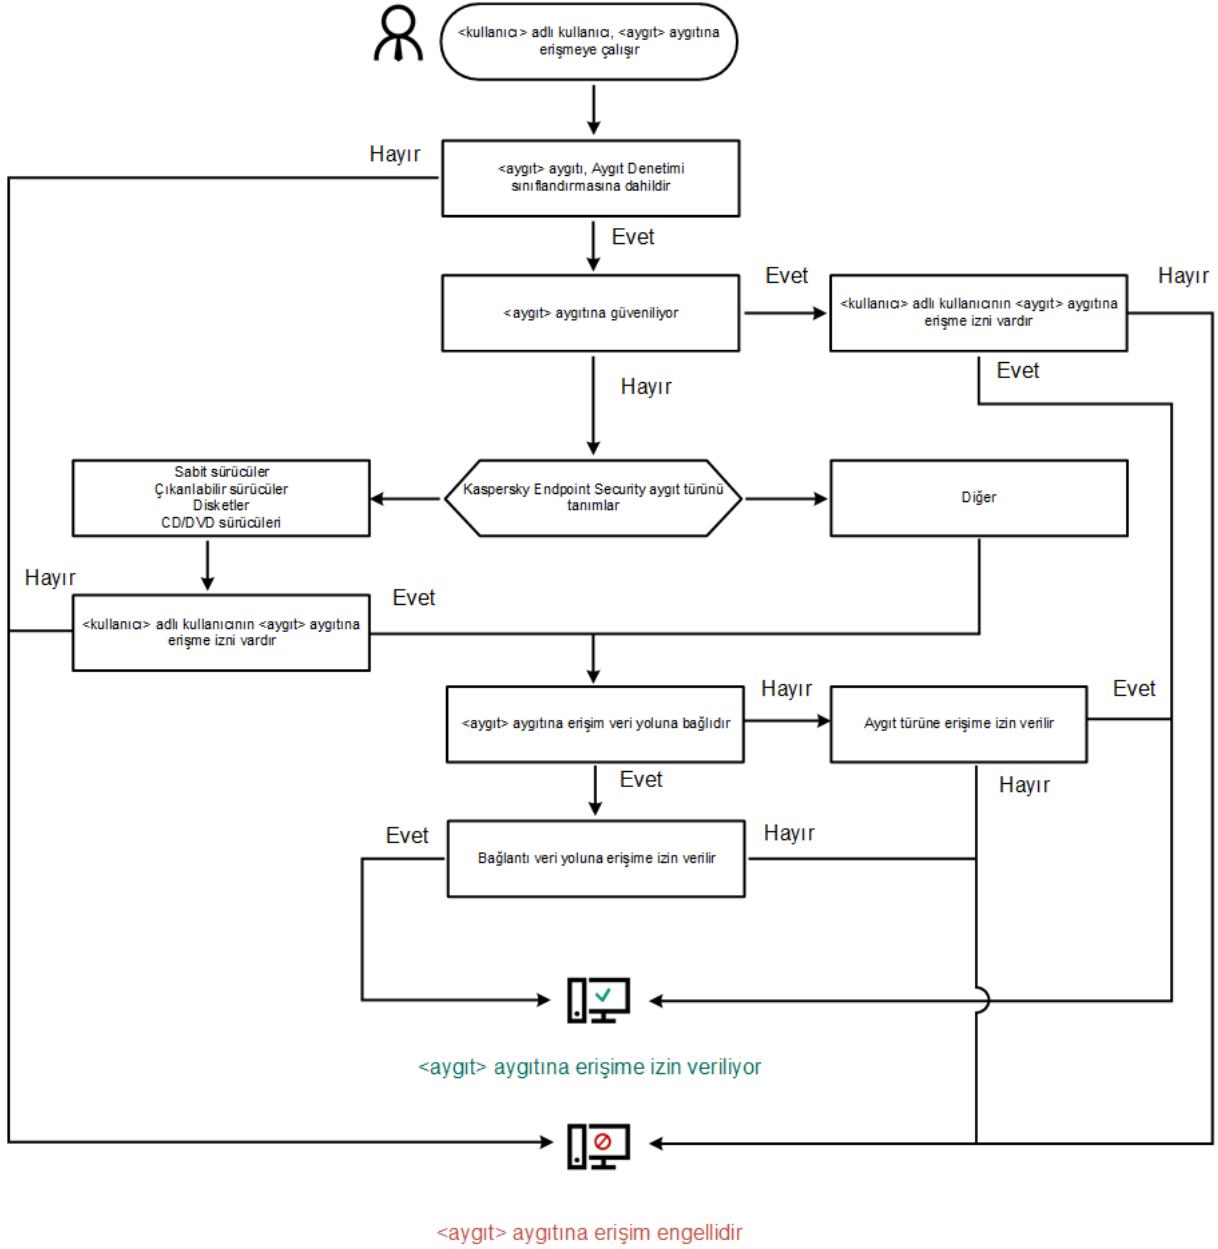 <kullanıcı> adlı kullanıcı, <aygıt> aygıtına
erişmeye çalışır
Hayır
<aygıt> aygıtı, Aygıt Denetimi
sınıflandırmasına dahildir
Evet
Evet
Hayır
<aygıt> aygıtına güveniliyor
<kullanıcı> adlı kullanıcının <aygıt> aygıtına
erişme izni vardır
Hayır
Evet
Sabit sürücüler
Çıkarılabilir sürücüler
Disketler
CD/DVD sürücüleri
Kaspersky Endpoint Security aygıt türünü
tanımlar
Diğer
Hayır
Evet
<kullanıcı> adlı kullanıcının <aygıt> aygıtına
erişme izni vardır
Hayır
Evet
<aygıt> aygıtına erişim veri yoluna bağlıdır
Aygıt türüne erişime izin verilir
Evet
Hayır
Evet
Hayır
Bağlantı veri yoluna erişime izin verilir
<aygıt> aygıtına erişime izin veriliyor
<aygıt> aygıtına erişim engellidir